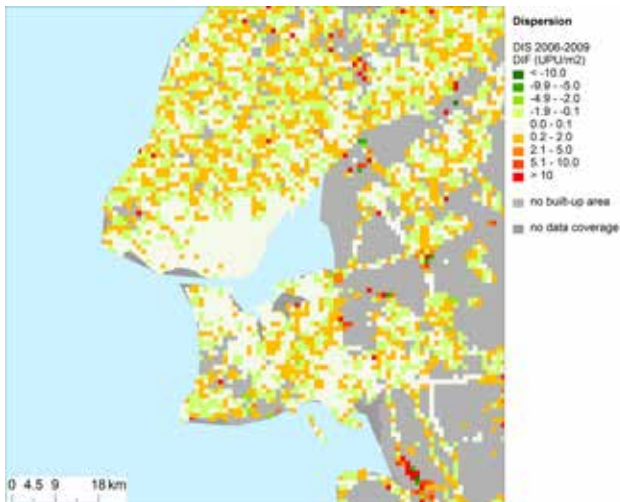 Dispersion
DIS 2006-2009
DIF (UPU/m2)
< -10.0
-9.9 - -5.0
-4.9 - -2.0
-1.9 - -0.1
0.0 - 0.1
0.2 - 2.0
2.1 - 5.0
5.1 - 10.0
> 10
no built-up area
no data coverage
0 4.5 9 18 km